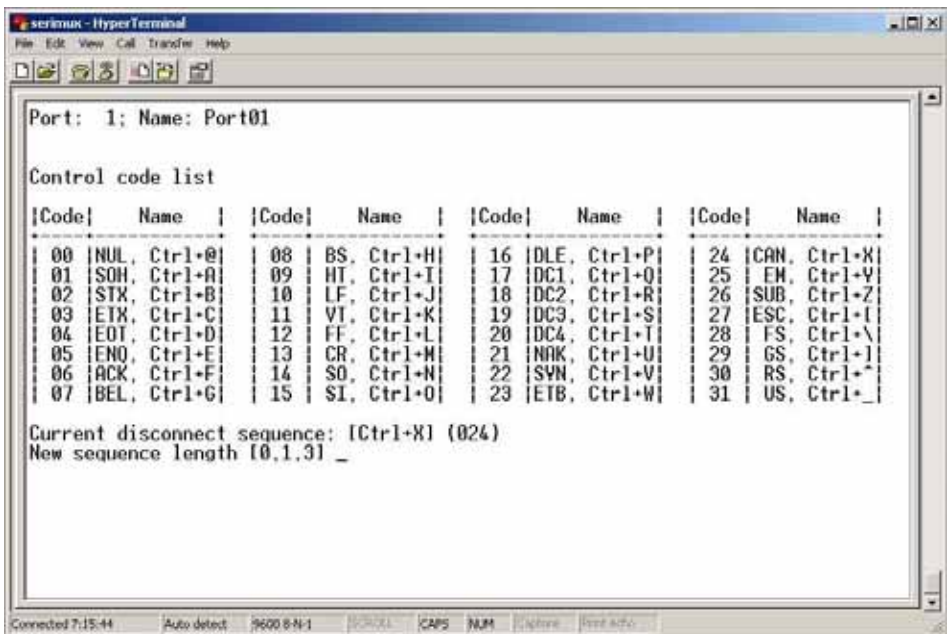 serimux - HyperTerminal
File Edit View Call Transfer Help
Port: 1; Name: Port01
Control code list
|Code| Name | |Code| Name | |Code| Name | |Code| Name |
| 00 |NUL, Ctrl+@| | 08 | BS, Ctrl+H| | 16 |DLE, Ctrl+P| | 24 |CAN, Ctrl+X|
| 01 |SOH, Ctrl+A| | 09 | HT, Ctrl+I| | 17 |DC1, Ctrl+Q| | 25 | EM, Ctrl+Y|
| 02 |STX, Ctrl+B| | 10 | LF, Ctrl+J| | 18 |DC2, Ctrl+R| | 26 |SUB, Ctrl+Z|
| 03 |ETX, Ctrl+C| | 11 | VT, Ctrl+K| | 19 |DC3, Ctrl+S| | 27 |ESC, Ctrl+[|
| 04 |EOT, Ctrl+D| | 12 | FF, Ctrl+L| | 20 |DC4, Ctrl+T| | 28 | FS, Ctrl+\|
| 05 |ENQ, Ctrl+E| | 13 | CR, Ctrl+M| | 21 |NAK, Ctrl+U| | 29 | GS, Ctrl+]|
| 06 |ACK, Ctrl+F| | 14 | SO, Ctrl+N| | 22 |SYN, Ctrl+V| | 30 | RS, Ctrl+^|
| 07 |BEL, Ctrl+G| | 15 | SI, Ctrl+O| | 23 |ETB, Ctrl+W| | 31 | US, Ctrl+_|
Current disconnect sequence: [Ctrl+X] (024)
New sequence length [0,1,3] _
Connected 7:15:44 Auto detect 9600 8-N-1 SCROLL CAPS NUM Capture Print echo